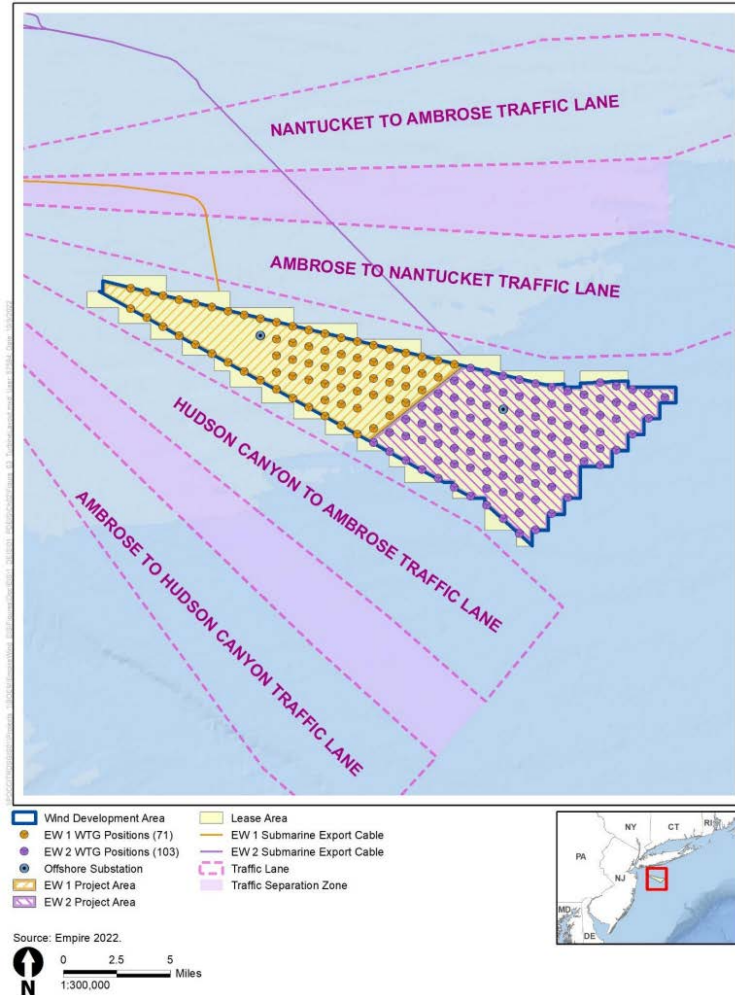 NANTUCKET TO AMBROSE TRAFFIC LANE
AMBROSE TO NANTUCKET TRAFFIC LANE
HUDSON CANYON TO AMBROSE TRAFFIC LANE
AMBROSE TO HUDSON CANYON TRAFFIC LANE
Wind Development Area
EW 1 WTG Positions (71)
EW 2 WTG Positions (103)
Offshore Substation
EW 1 Project Area
EW 2 Project Area
Lease Area
EW 1 Submarine Export Cable
EW 2 Submarine Export Cable
Traffic Lane
Traffic Separation Zone
Source: Empire 2022.
N
0 2.5 5
Miles
1:300,000
NY
CT
RI
PA
NJ
MD
DE